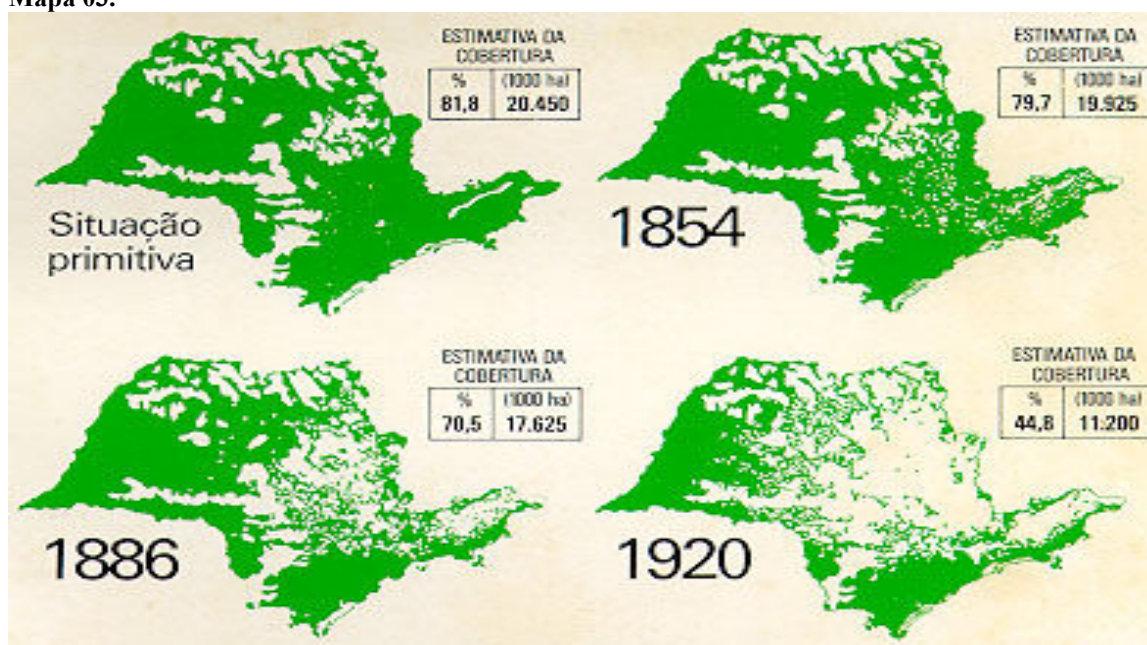 Mapa 03:
ESTIMATIVA DA
COBERTURA
% (1000 ha)
81,8 20.450
Situação
primitiva
ESTIMATIVA DA
COBERTURA
% (1000 ha)
79,7 19.925
1854
ESTIMATIVA DA
COBERTURA
% (1000 ha)
70,5 17.625
1886
ESTIMATIVA DA
COBERTURA
% (1000 ha)
44,8 11.200
1920